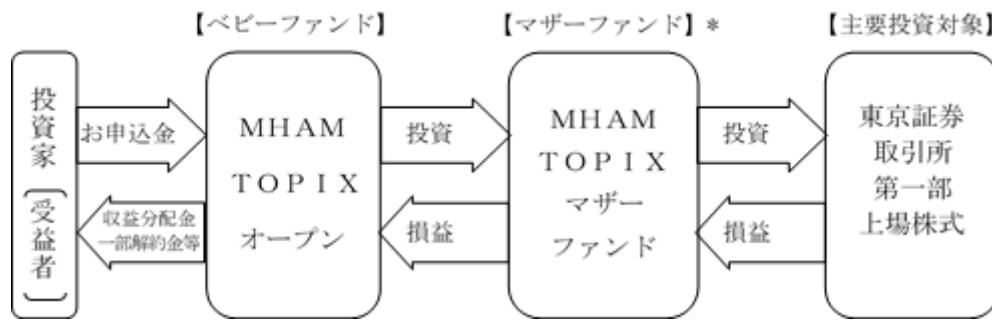 【ベビーファンド】
【マザーファンド】*
【主要投資対象】
投資家
(受益者)
お申込金
収益分配金
一部解約金等
MHAM
TOPIX
オープン
投資
損益
MHAM
TOPIX
マザー
ファンド
投資
損益
東京証券
取引所
第一部
上場株式